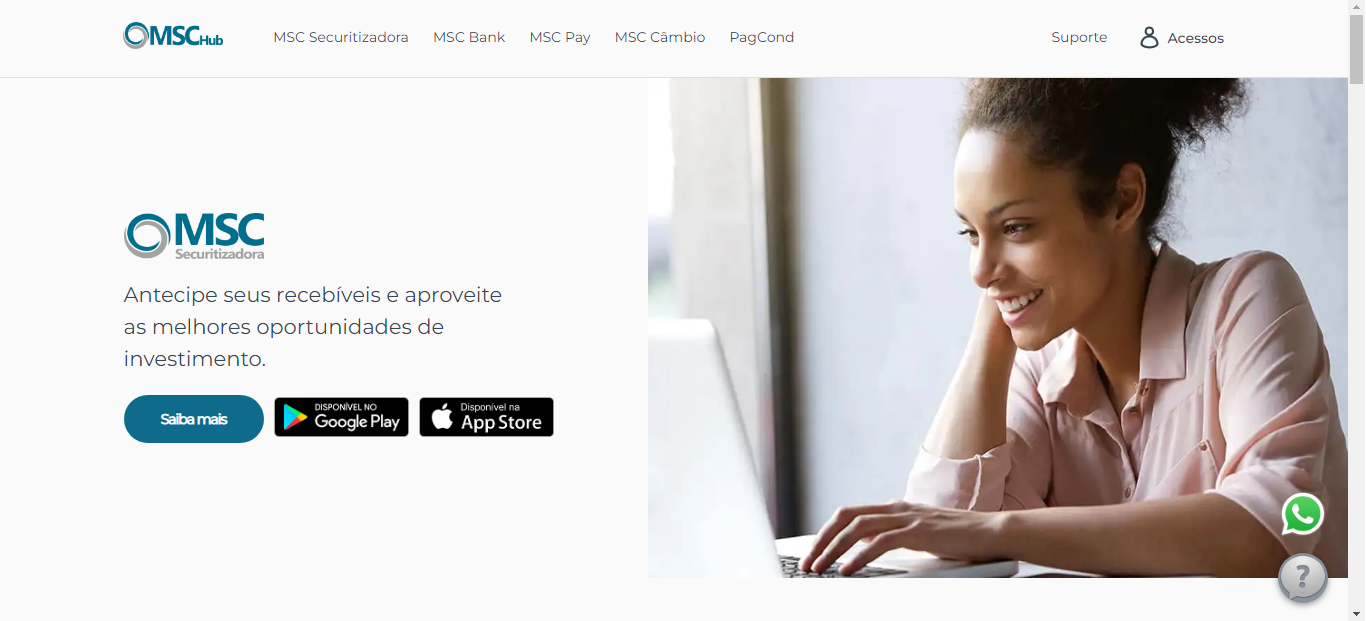 MSC Hub
MSC Securitizadora
MSC Bank
MSC Pay
MSC Câmbio
PagCond
Suporte
Acessos
MSC
Securitizadora
Antecipe seus recebíveis e aproveite
as melhores oportunidades de
investimento.
Saiba mais
DISPONÍVEL NO
Google Play
Disponível na
App Store
?